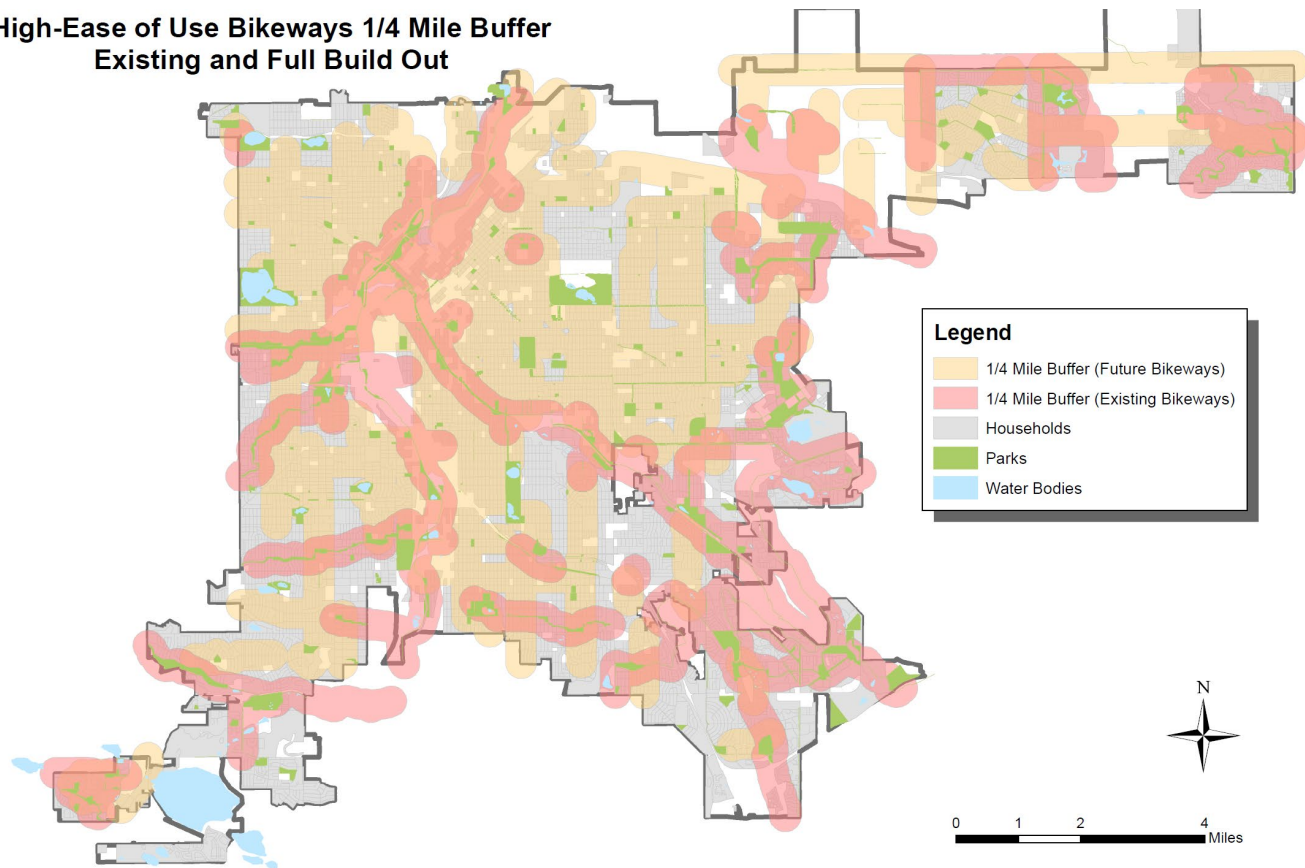 High-Ease of Use Bikeways 1/4 Mile Buffer
Existing and Full Build Out
Legend
1/4 Mile Buffer (Future Bikeways)
1/4 Mile Buffer (Existing Bikeways)
Households
Parks
Water Bodies
N
0 1 2 4
Miles